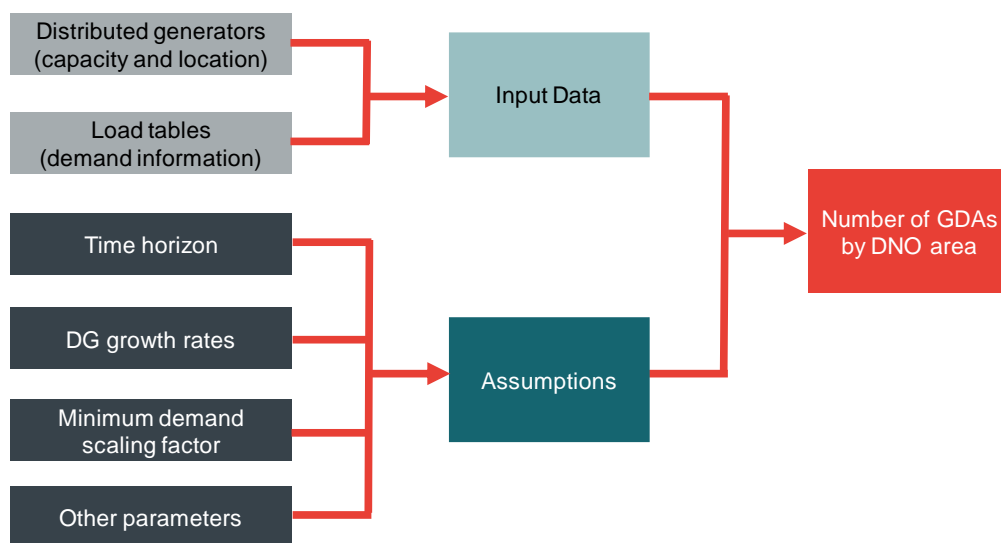 Distributed generators
(capacity and location)
Load tables
(demand information)
Input Data
Time horizon
DG growth rates
Minimum demand
scaling factor
Other parameters
Assumptions
Number of GDAs
by DNO area